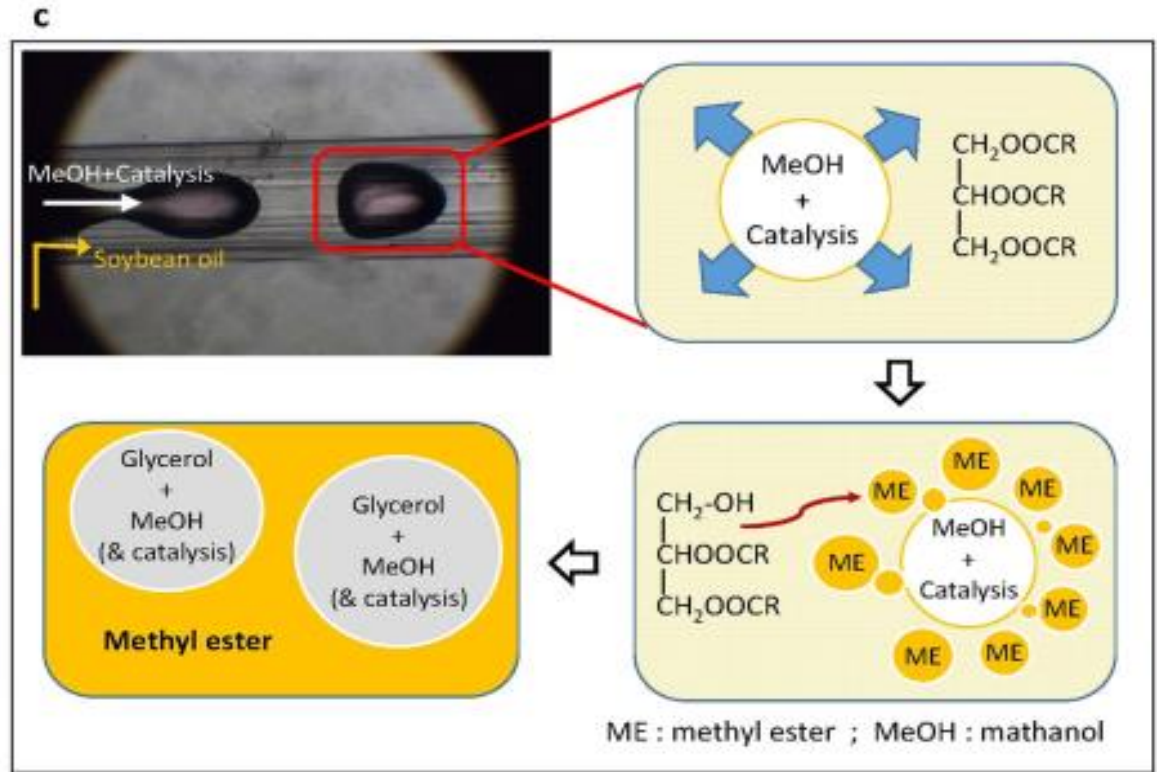 c
MeOH+Catalysis
Soybean oil
MeOH
+
Catalysis
CH₂OOCR
CHOOCR
CH₂OOCR
CH₂-OH
CHOOCR
CH₂OOCR
ME
ME
ME
ME
ME
ME
ME
ME
MeOH
+
Catalysis
Glycerol
+
MeOH
(& catalysis)
Glycerol
+
MeOH
(& catalysis)
Methyl ester
ME : methyl ester ; MeOH : mathanol